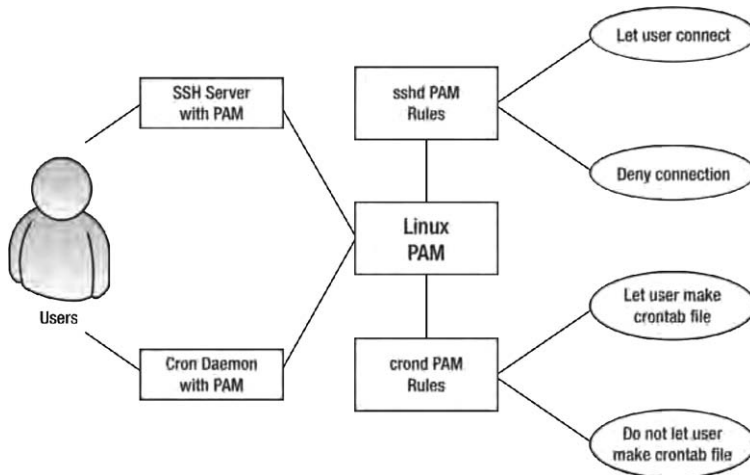 Let user connect
SSH Server
with PAM
sshd PAM
Rules
Deny connection
Linux
PAM
Users
Let user make
crontab file
Cron Daemon
with PAM
crond PAM
Rules
Do not let user
make crontab file